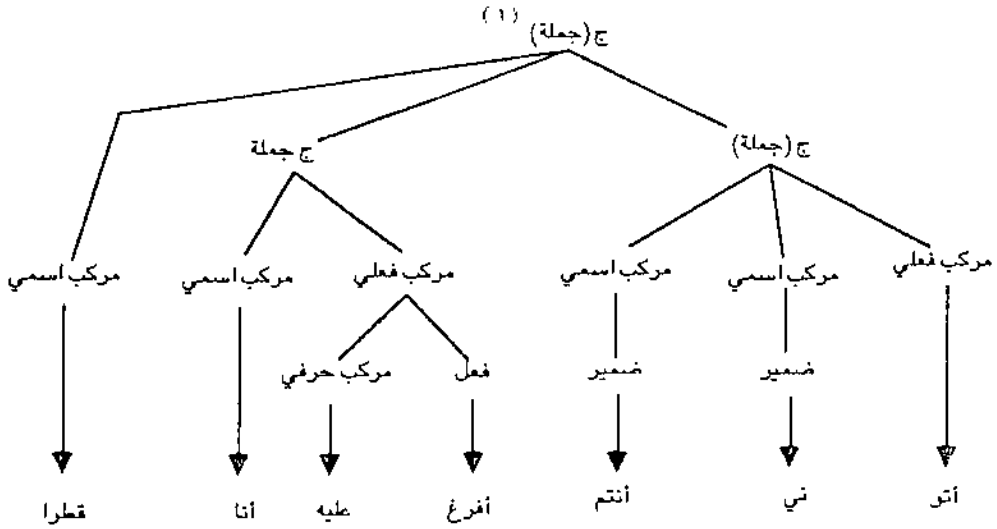 (١)
ج (جملة)
ج (جملة) ج جملة
مركب فعلي مركب اسمي مركب اسمي مركب فعلي مركب اسمي مركب اسمي
ضمير ضمير فعل مركب حرفي
أتو ني أنتم أفرغ عليه أنا قطرا